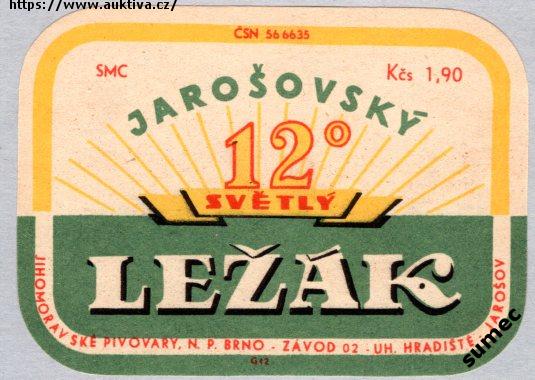 https://www.auktiva.cz/
ČSN 56 6635
SMC
Kčs 1,90
JAROŠOVSKÝ
12°
SVĚTLÝ
LEŽÁK
JIHOMORAVSKÉ PIVOVARY, N. P. BRNO - ZÁVOD 02 - UH. HRADIŠTĚ - JAROŠOV
G 12
sumec